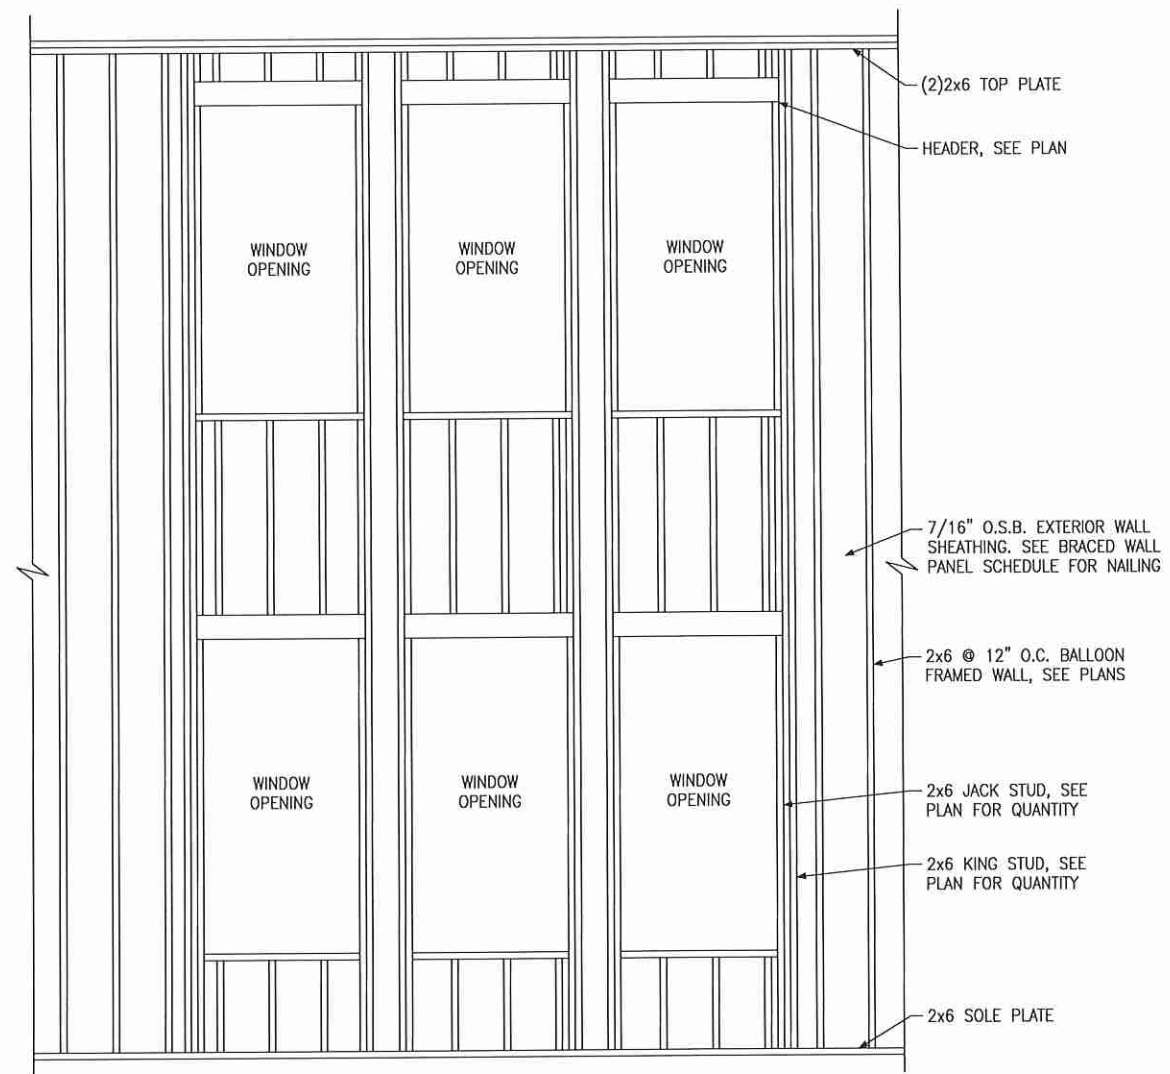 (2)2x6 TOP PLATE
HEADER, SEE PLAN
WINDOW
OPENING
WINDOW
OPENING
WINDOW
OPENING
7/16" O.S.B. EXTERIOR WALL
SHEATHING. SEE BRACED WALL
PANEL SCHEDULE FOR NAILING
2x6 @ 12" O.C. BALLOON
FRAMED WALL, SEE PLANS
WINDOW
OPENING
WINDOW
OPENING
WINDOW
OPENING
2x6 JACK STUD, SEE
PLAN FOR QUANTITY
2x6 KING STUD, SEE
PLAN FOR QUANTITY
2x6 SOLE PLATE